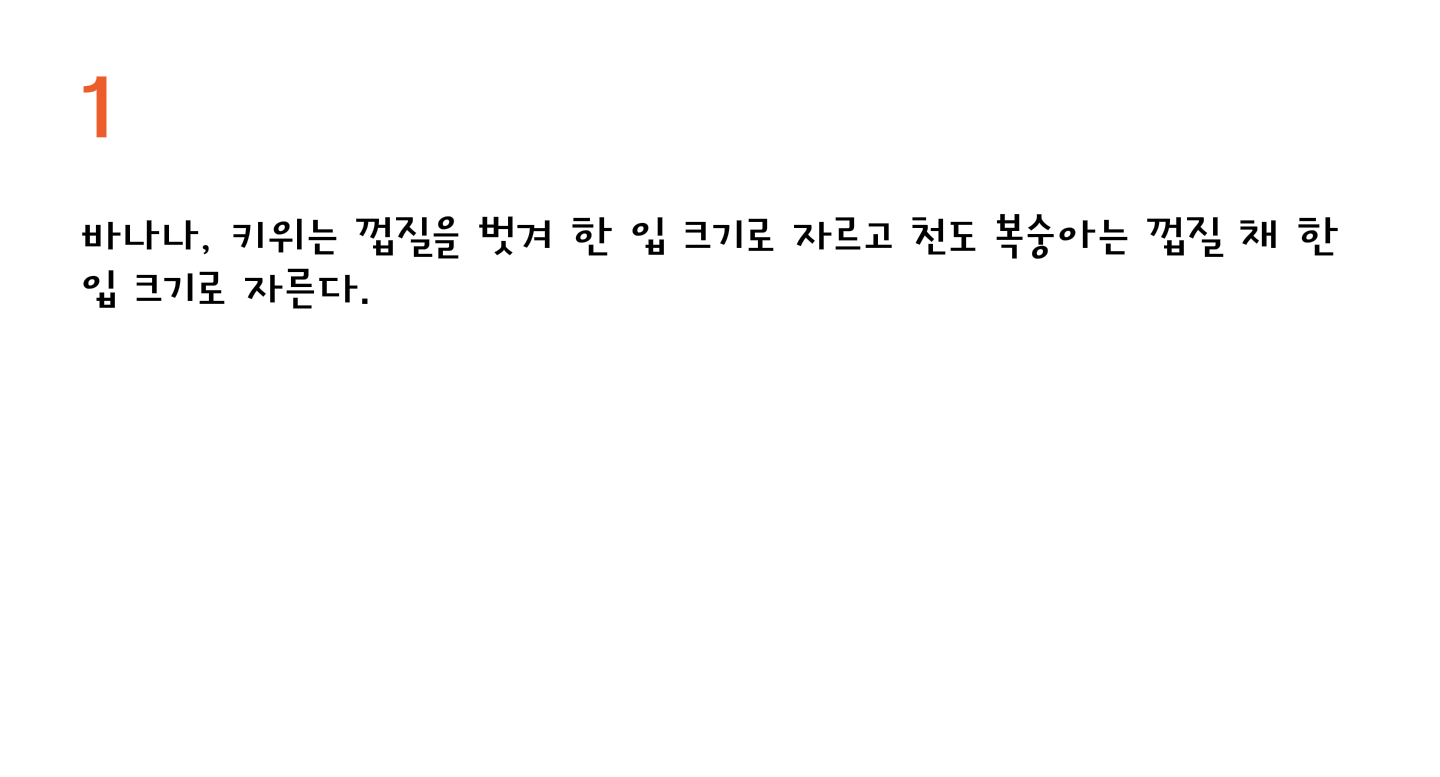 1
바나나, 키위는 껍질을 벗겨 한 입 크기로 자르고 천도 복숭아는 껍질 채 한
입 크기로 자른다.